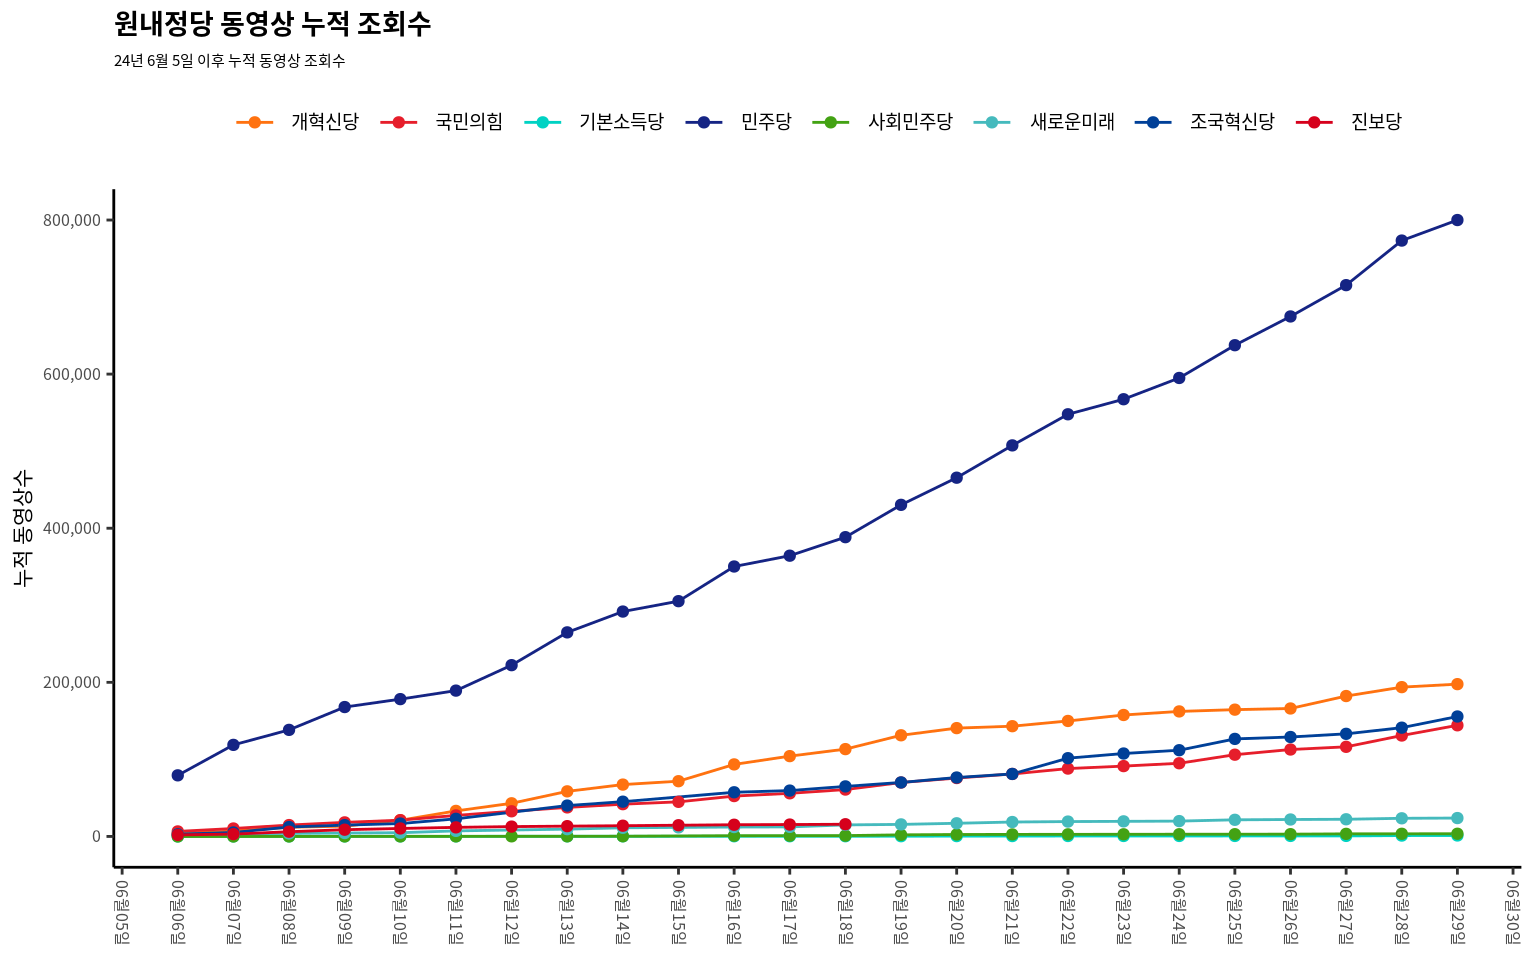 원내정당 동영상 누적 조회수
24년 6월 5일 이후 누적 동영상 조회수
개혁신당 국민의힘 기본소득당 민주당 사회민주당 새로운미래 조국혁신당 진보당
누적 동영상수
800,000
600,000
400,000
200,000
0
06월05일
06월06일
06월07일
06월08일
06월09일
06월10일
06월11일
06월12일
06월13일
06월14일
06월15일
06월16일
06월17일
06월18일
06월19일
06월20일
06월21일
06월22일
06월23일
06월24일
06월25일
06월26일
06월27일
06월28일
06월29일
06월30일